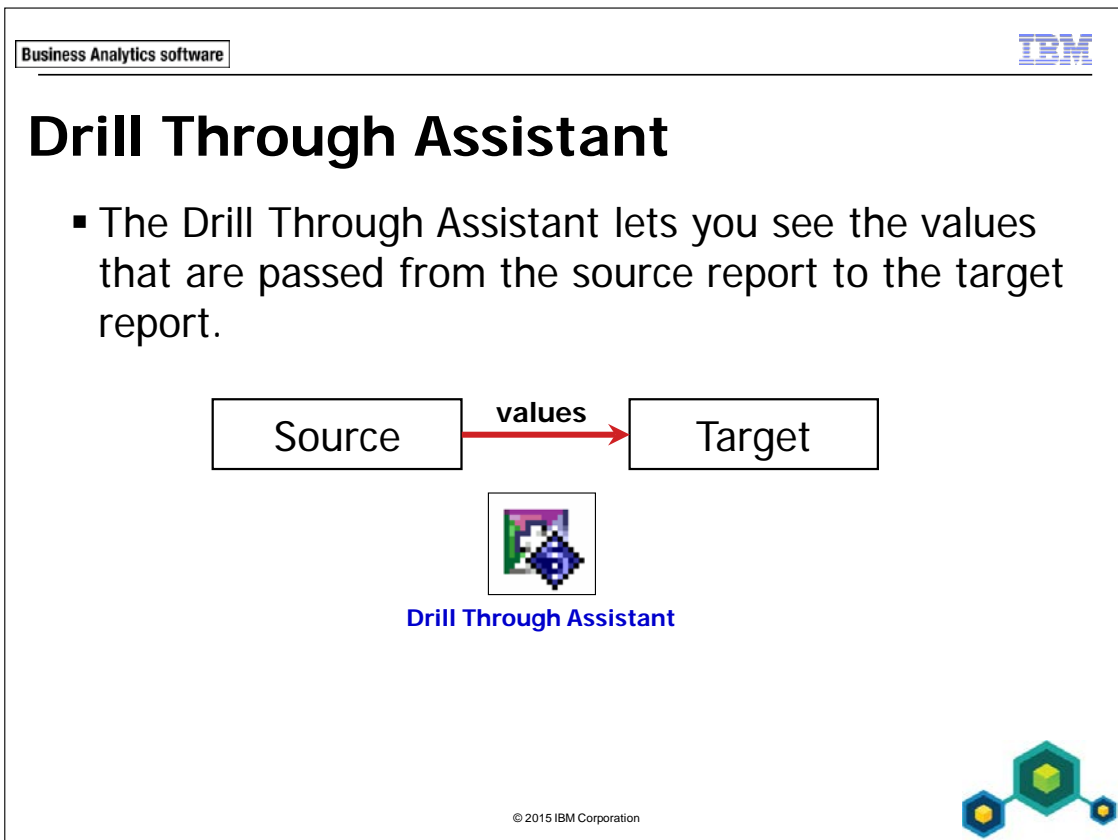 Business Analytics software
IBM
Drill Through Assistant
▪ The Drill Through Assistant lets you see the values
that are passed from the source report to the target
report.
Source
values
Target
Drill Through Assistant
© 2015 IBM Corporation